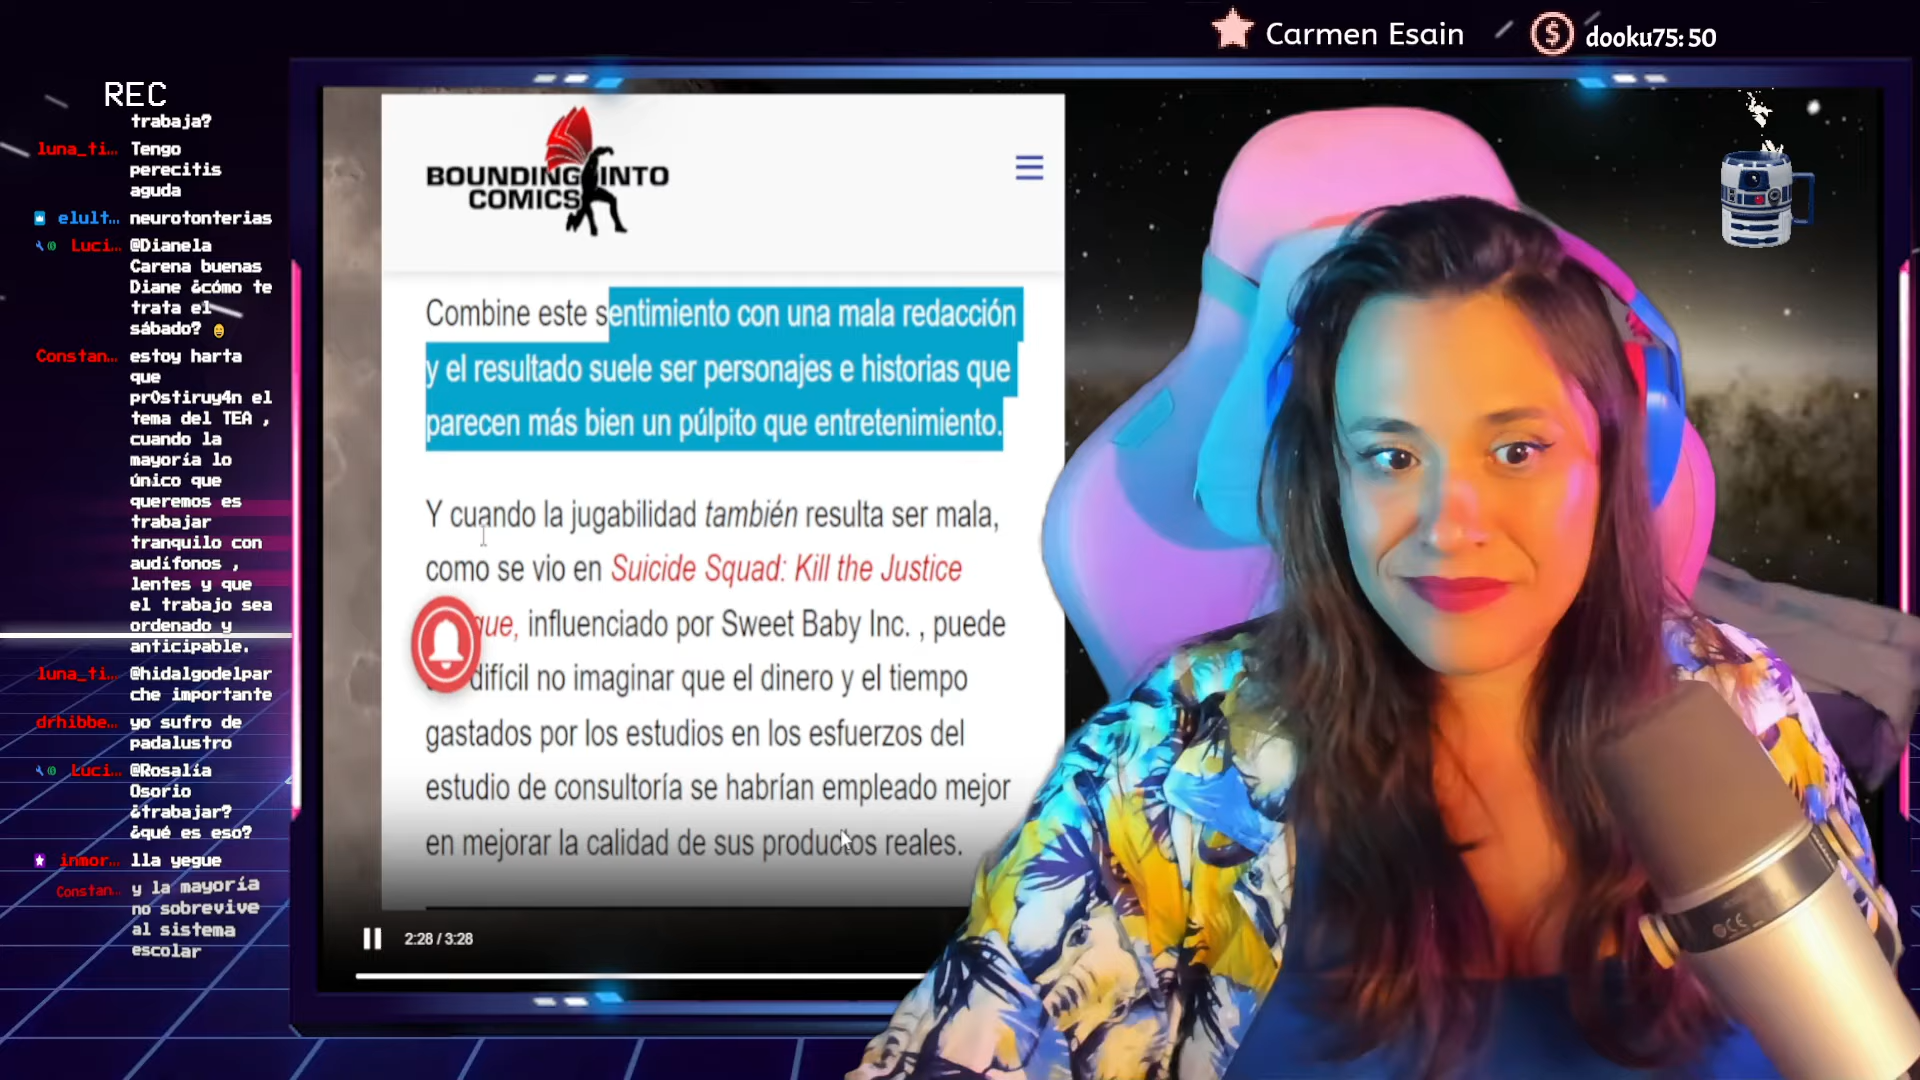 Carmen Esain
dooku75: 50
REC
trabaja?
luna_ti… Tengo
perecitis
aguda
elult… neurotonterias
Luci… @Dianela
Carena buenas
Diane ¿cómo te
trata el
sábado?
Constan… estoy harta
que
prOstiruy4n el
tema del TEA ,
cuando la
mayoría lo
único que
queremos es
trabajar
tranquilo con
audífonos ,
lentes y que
el trabajo sea
ordenado y
anticipable.
luna_ti… @hidalgodelpar
che importante
drhibbe… yo sufro de
padalustro
Luci… @Rosalía
Osorio
¿trabajar?
¿qué es eso?
inmor… lla yegue
Constan… y la mayoría
no sobrevive
al sistema
escolar
BOUNDING INTO
COMICS
Combine este sentimiento con una mala redacción
y el resultado suele ser personajes e historias que
parecen más bien un púlpito que entretenimiento.
Y cuando la jugabilidad también resulta ser mala,
como se vio en Suicide Squad: Kill the Justice
gue, influenciado por Sweet Baby Inc. , puede
difícil no imaginar que el dinero y el tiempo
gastados por los estudios en los esfuerzos del
estudio de consultoría se habrían empleado mejor
en mejorar la calidad de sus productos reales.
2:28 / 3:28